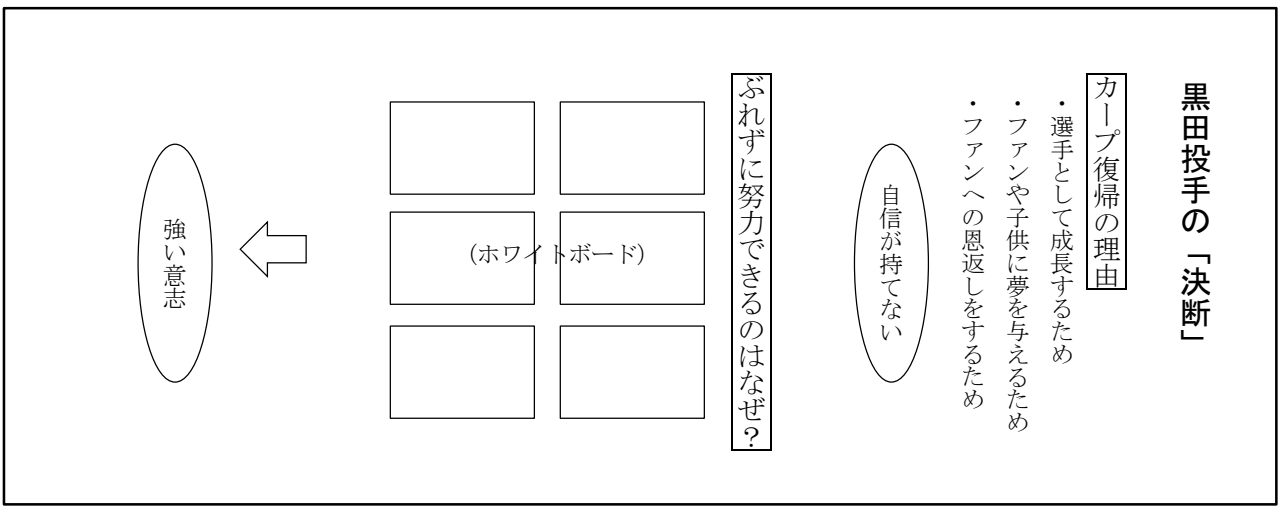 黒田投手の「決断」
カープ復帰の理由
・選手として成長するため
・ファンや子供に夢を与えるため
・ファンへの恩返しをするため
自信が持てない
ぶれずに努力できるのはなぜ？
（ホワイトボード）
強い意志